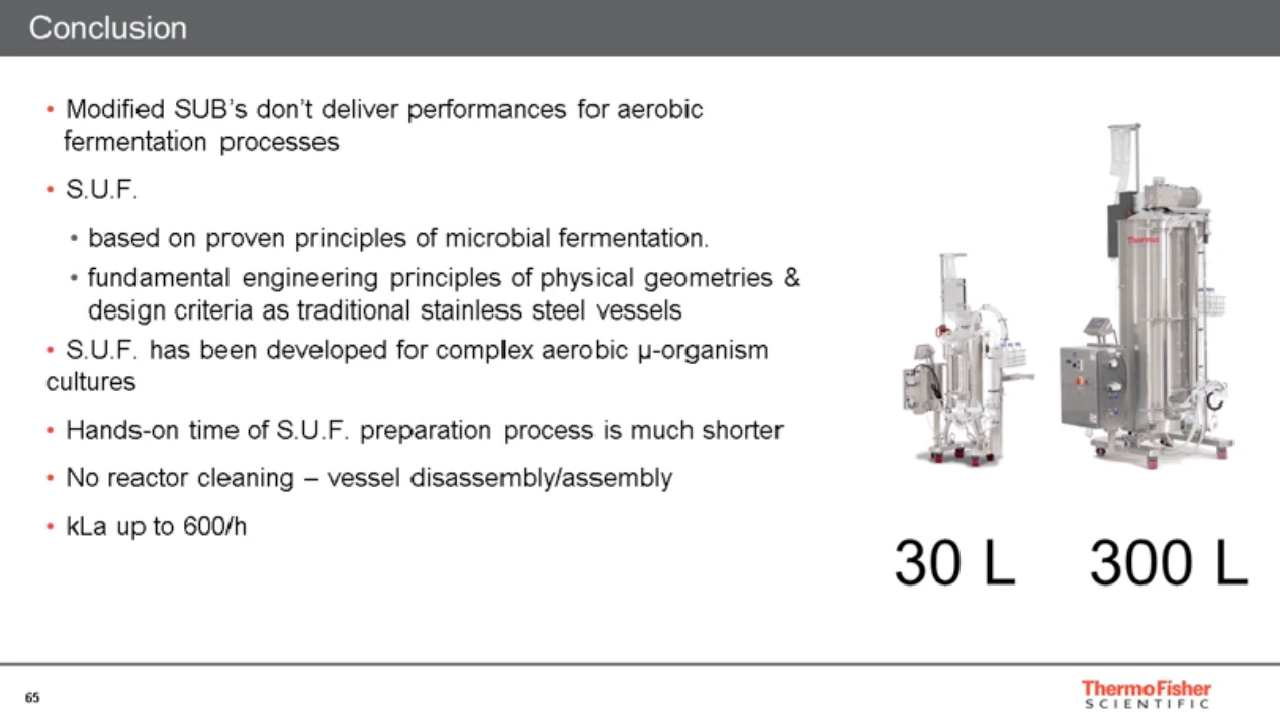 Conclusion
• Modified SUB's don't deliver performances for aerobic
fermentation processes
• S.U.F.
• based on proven principles of microbial fermentation.
• fundamental engineering principles of physical geometries &
design criteria as traditional stainless steel vessels
• S.U.F. has been developed for complex aerobic µ-organism
cultures
• Hands-on time of S.U.F. preparation process is much shorter
• No reactor cleaning – vessel disassembly/assembly
• kLa up to 600/h
Thermo
30 L
300 L
65
ThermoFisher
SCIENTIFIC